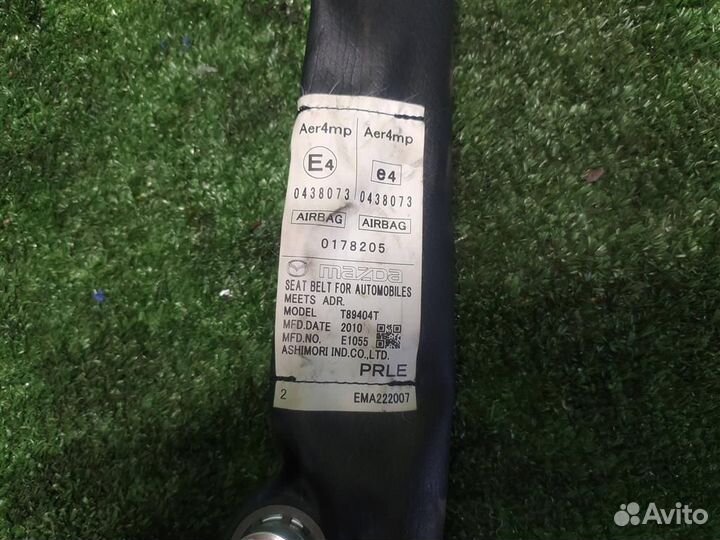 Aer4mp Aer4mp
E4 e4
0438073 0438073
AIRBAG AIRBAG
0178205
mazda
SEAT BELT FOR AUTOMOBILES
MEETS ADR.
MODEL T89404T
MFD.DATE 2010
MFD.NO. E1055
ASHIMORI IND.CO.,LTD.
PRLE
2 EMA222007
Avito